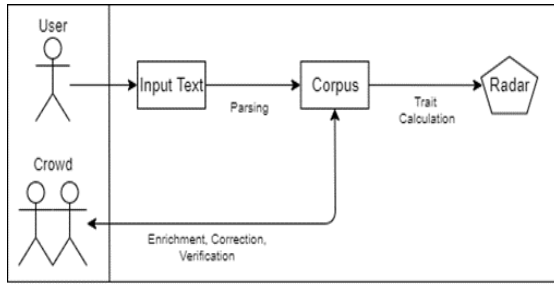 User
Input Text
Parsing
Corpus
Trait
Calculation
Radar
Crowd
Enrichment, Correction,
Verification